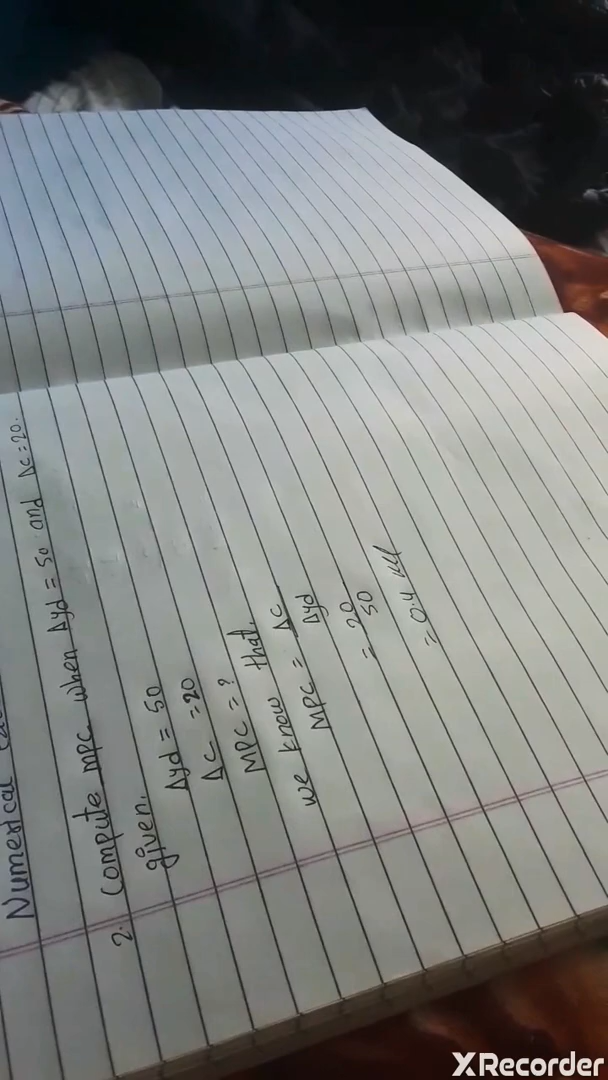 Numerical
2. compute MPC when Δyd = 50 and Δc = 20.
given,
Δyd = 50
Δc = 20
MPC = ?
we know that,
MPC = Δc
Δyd
= 20
50
= 0.4
XRecorder